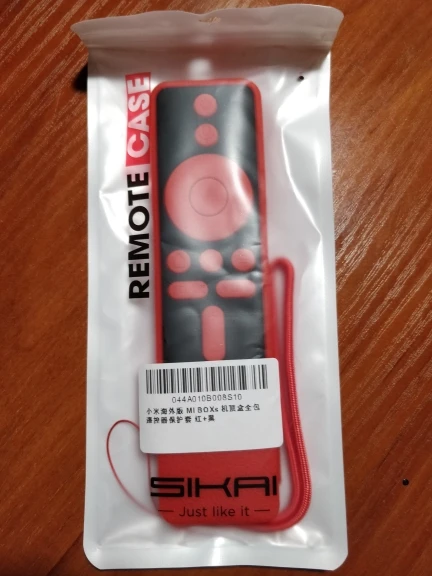 REMOTE CASE
044A010B008S10
小米海外版 MI BOXs 机顶盒全包
遥控器保护套 红+黑
SIKAI
Just like it